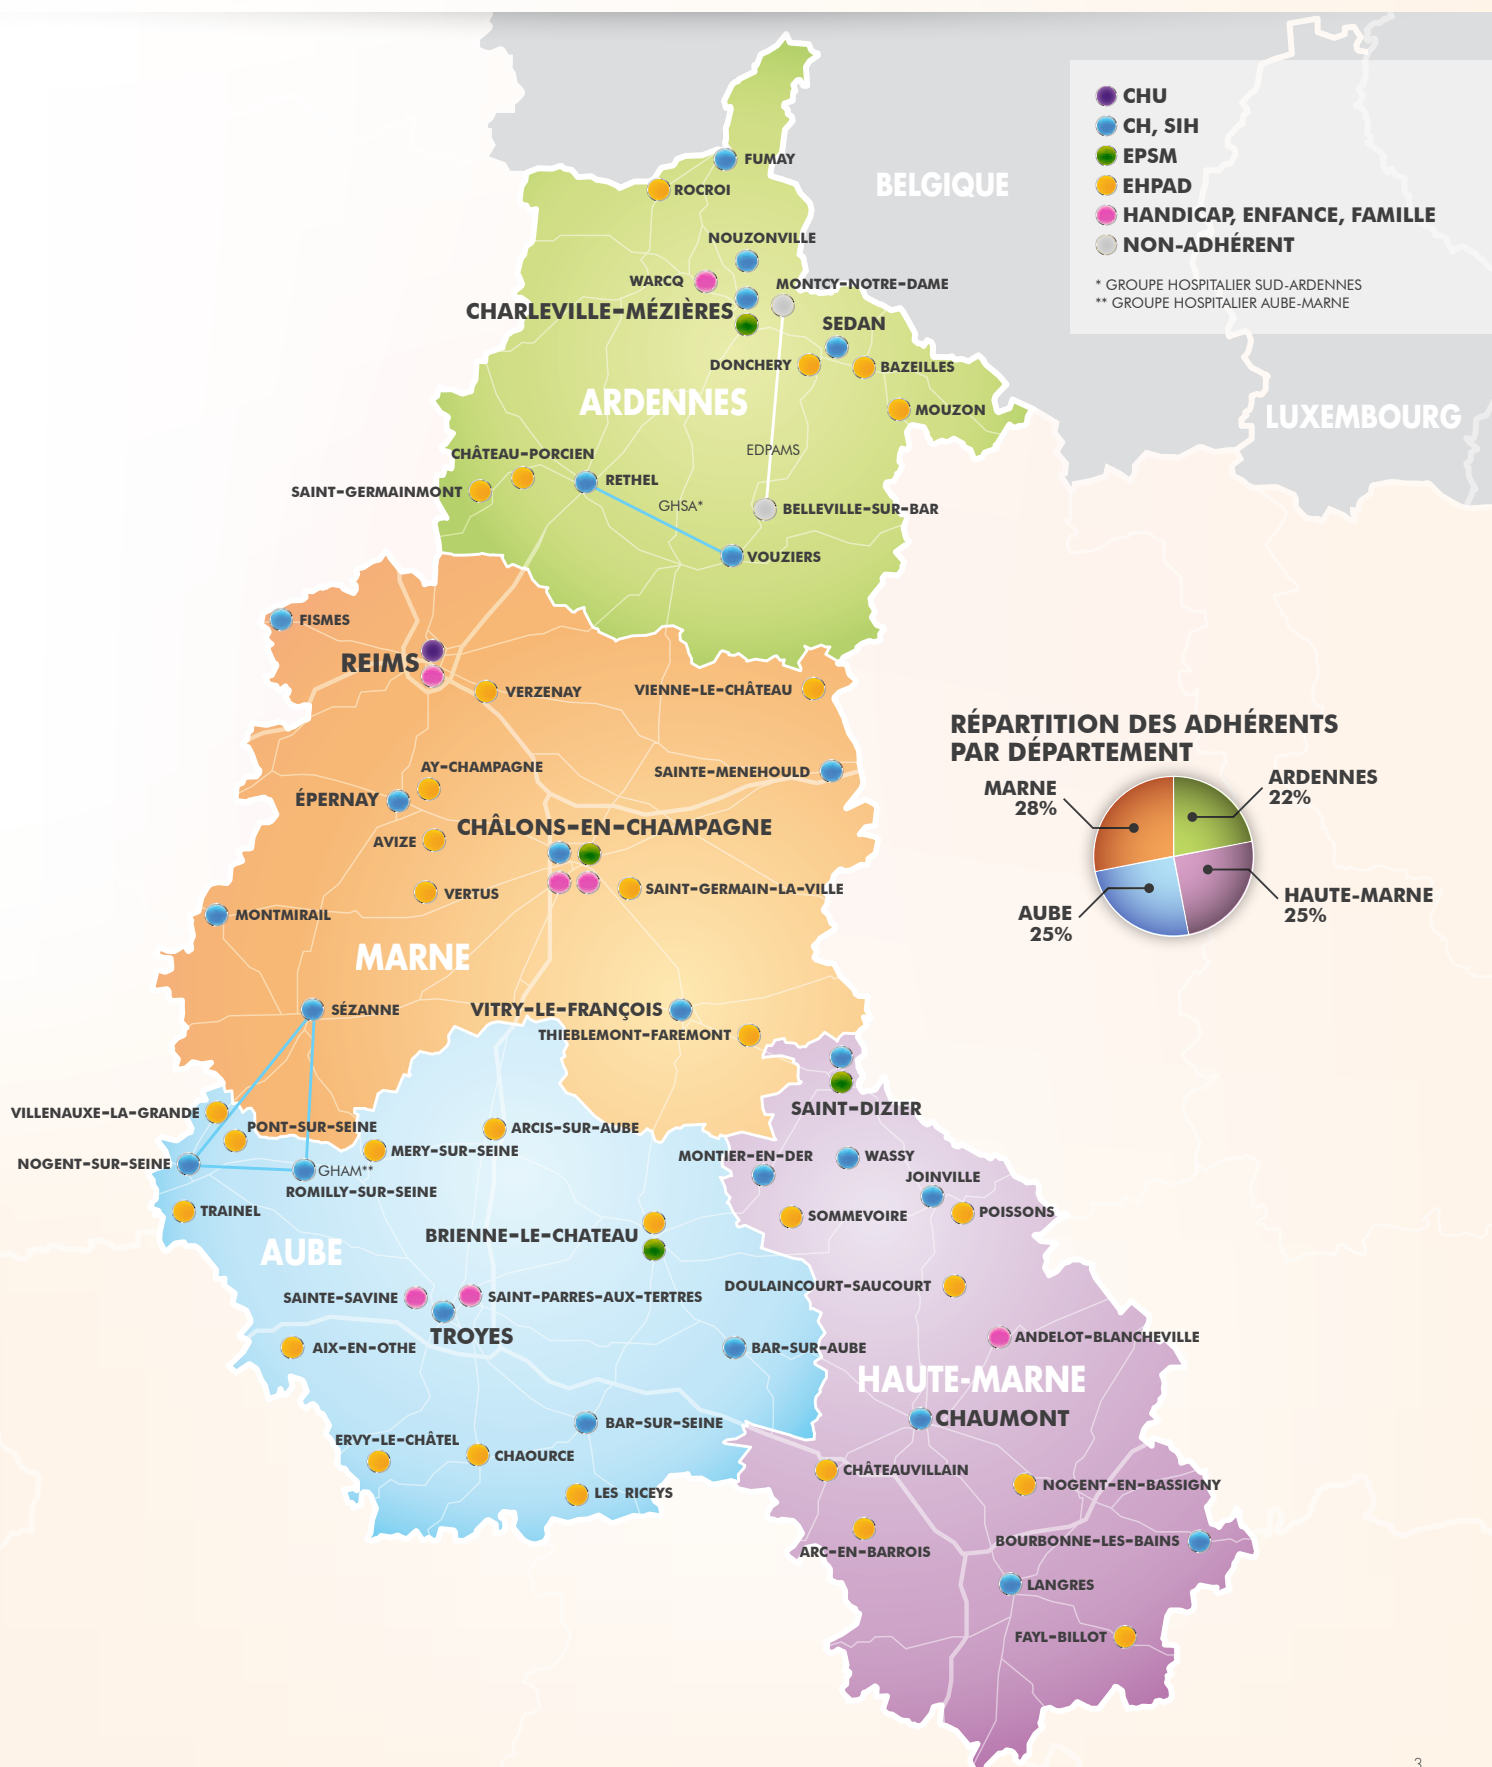 CHU
CH, SIH
EPSM
EHPAD
HANDICAP, ENFANCE, FAMILLE
NON-ADHÉRENT
* GROUPE HOSPITALIER SUD-ARDENNES
** GROUPE HOSPITALIER AUBE-MARNE
BELGIQUE
LUXEMBOURG
FUMAY
ROCROI
NOUZONVILLE
WARCQ
MONTCY-NOTRE-DAME
CHARLEVILLE-MÉZIÈRES
SEDAN
DONCHERY
BAZEILLES
ARDENNES
MOUZON
EDPAMS
CHÂTEAU-PORCIEN
RETHEL
SAINT-GERMAINMONT
GHSA*
BELLEVILLE-SUR-BAR
VOUZIERS
FISMES
REIMS
VERZENAY
VIENNE-LE-CHÂTEAU
AY-CHAMPAGNE
SAINTE-MENEHOULD
ÉPERNAY
CHÂLONS-EN-CHAMPAGNE
AVIZE
VERTUS
SAINT-GERMAIN-LA-VILLE
MONTMIRAIL
MARNE
SÉZANNE
VITRY-LE-FRANÇOIS
THIEBLEMONT-FAREMONT
RÉPARTITION DES ADHÉRENTS
PAR DÉPARTEMENT
MARNE
28%
ARDENNES
22%
HAUTE-MARNE
25%
AUBE
25%
SAINT-DIZIER
VILLENAUXE-LA-GRANDE
PONT-SUR-SEINE
ARCIS-SUR-AUBE
MERY-SUR-SEINE
NOGENT-SUR-SEINE
GHAM**
ROMILLY-SUR-SEINE
TRAINEL
MONTIER-EN-DER
WASSY
JOINVILLE
SOMMEVOIRE
POISSONS
BRIENNE-LE-CHATEAU
AUBE
DOULAINCOURT-SAUCOURT
SAINTE-SAVINE
SAINT-PARRES-AUX-TERTRES
TROYES
AIX-EN-OTHE
BAR-SUR-AUBE
ANDELOT-BLANCHEVILLE
HAUTE-MARNE
CHAUMONT
BAR-SUR-SEINE
ERVY-LE-CHÂTEL
CHAOURCE
LES RICEYS
CHÂTEAUVILLAIN
NOGENT-EN-BASSIGNY
ARC-EN-BARROIS
BOURBONNE-LES-BAINS
LANGRES
FAYL-BILLOT
3